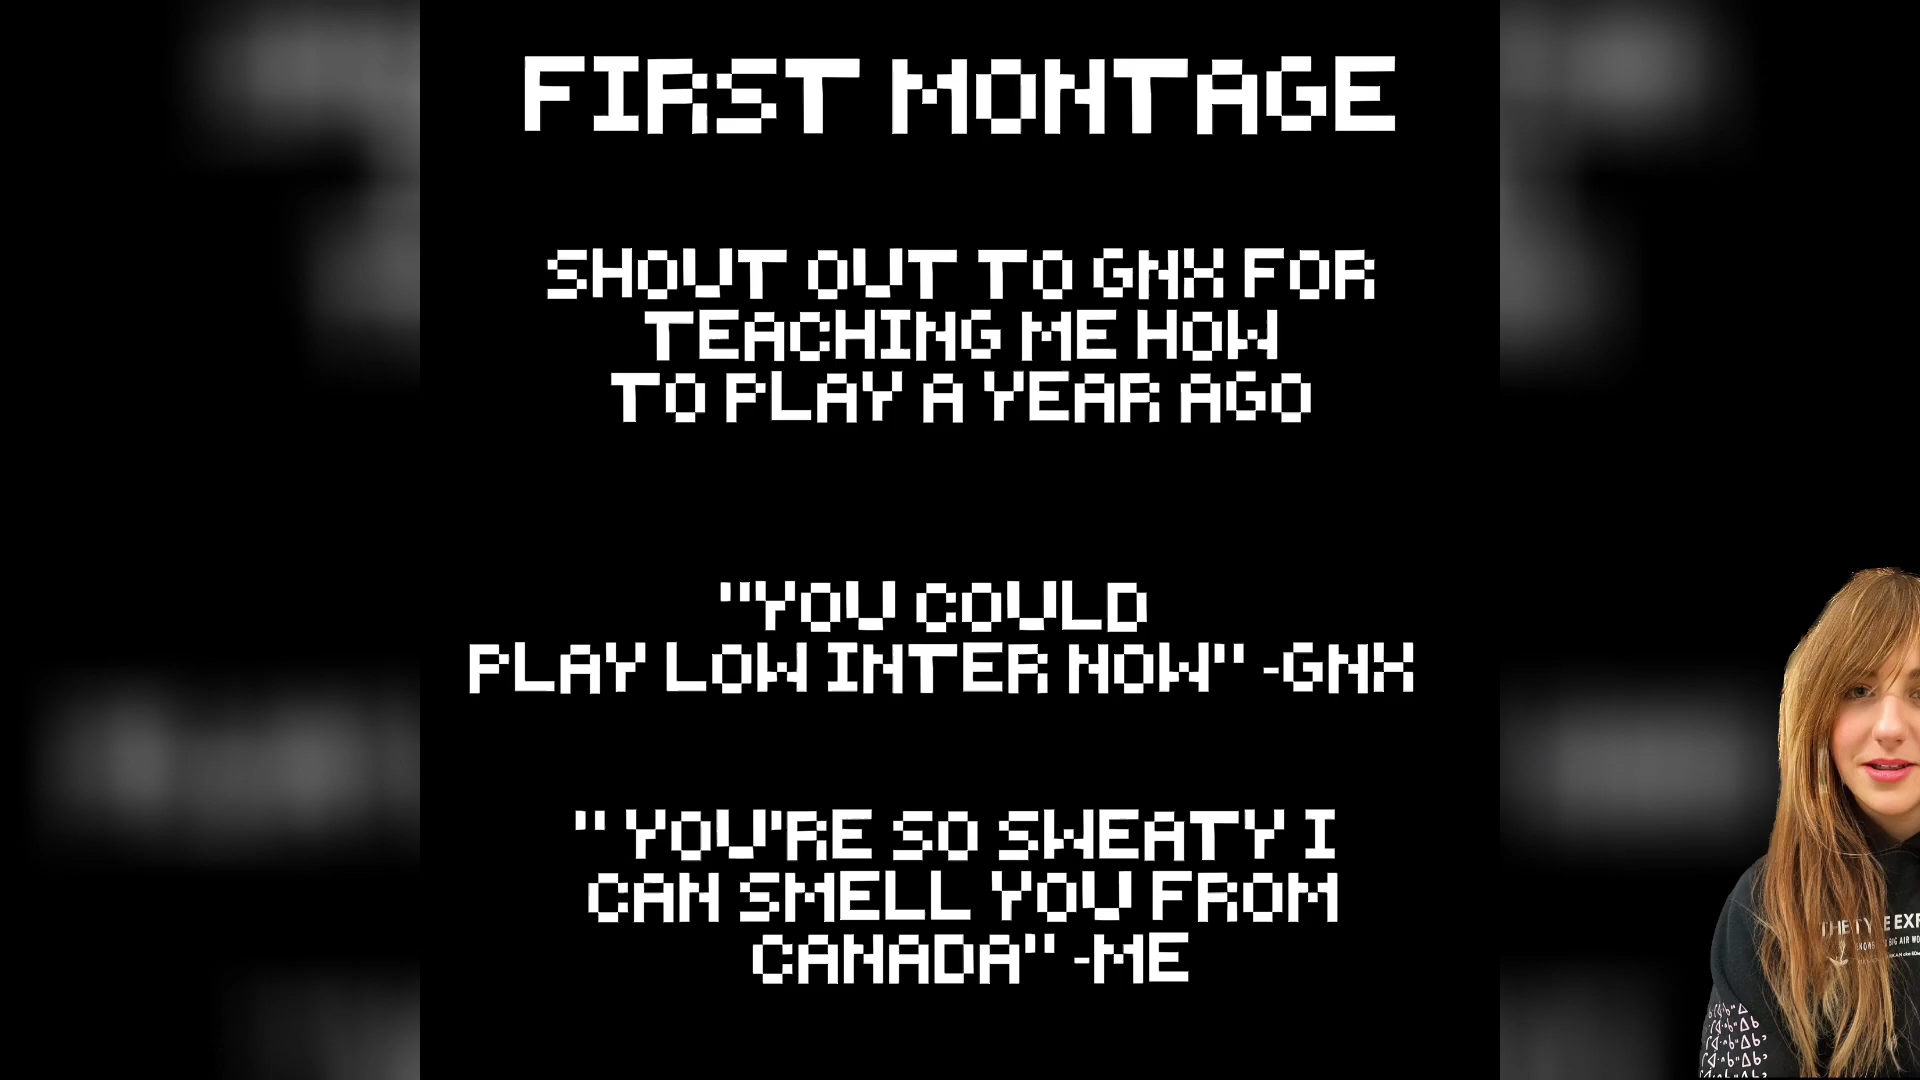 FIRST MONTAGE
SHOUT OUT TO GNX FOR
TEACHING ME HOW
TO PLAY A YEAR AGO
"YOU COULD
PLAY LOW INTER NOW" -GNX
" YOU'RE SO SWEATY I
CAN SMELL YOU FROM
CANADA" -ME